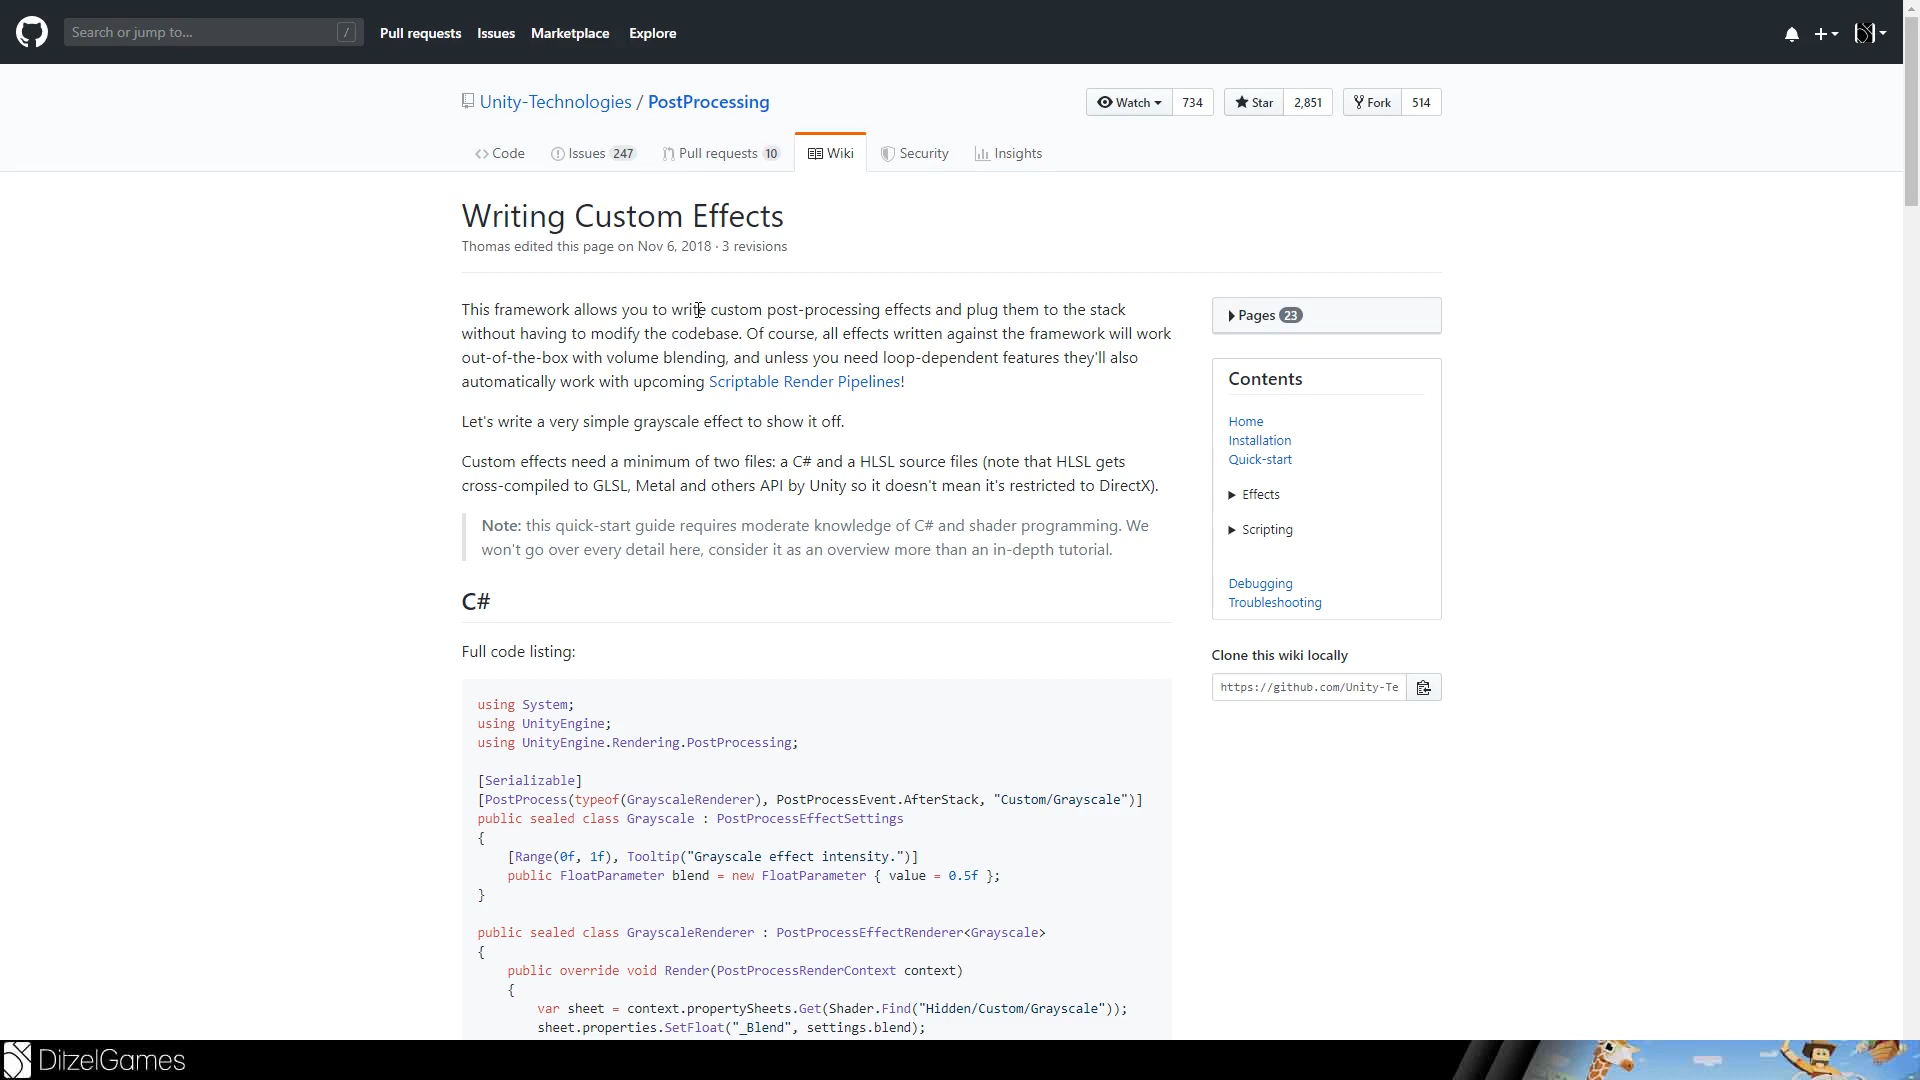 Search or jump to...
/
Pull requests
Issues
Marketplace
Explore
Unity-Technologies / PostProcessing
Watch 734
Star 2,851
Fork 514
Code
Issues 247
Pull requests 10
Wiki
Security
Insights
Writing Custom Effects
Thomas edited this page on Nov 6, 2018 · 3 revisions
This framework allows you to write custom post-processing effects and plug them to the stack
without having to modify the codebase. Of course, all effects written against the framework will work
out-of-the-box with volume blending, and unless you need loop-dependent features they'll also
automatically work with upcoming Scriptable Render Pipelines!
Let's write a very simple grayscale effect to show it off.
Custom effects need a minimum of two files: a C# and a HLSL source files (note that HLSL gets
cross-compiled to GLSL, Metal and others API by Unity so it doesn't mean it's restricted to DirectX).
Note: this quick-start guide requires moderate knowledge of C# and shader programming. We
won't go over every detail here, consider it as an overview more than an in-depth tutorial.
C#
Full code listing:
using System;
using UnityEngine;
using UnityEngine.Rendering.PostProcessing;
[Serializable]
[PostProcess(typeof(GrayscaleRenderer), PostProcessEvent.AfterStack, "Custom/Grayscale")]
public sealed class Grayscale : PostProcessEffectSettings
{
[Range(0f, 1f), Tooltip("Grayscale effect intensity.")]
public FloatParameter blend = new FloatParameter { value = 0.5f };
}
public sealed class GrayscaleRenderer : PostProcessEffectRenderer<Grayscale>
{
public override void Render(PostProcessRenderContext context)
{
var sheet = context.propertySheets.Get(Shader.Find("Hidden/Custom/Grayscale"));
sheet.properties.SetFloat("_Blend", settings.blend);
Pages 23
Contents
Home
Installation
Quick-start
Effects
Scripting
Debugging
Troubleshooting
Clone this wiki locally
https://github.com/Unity-Te
DitzelGames